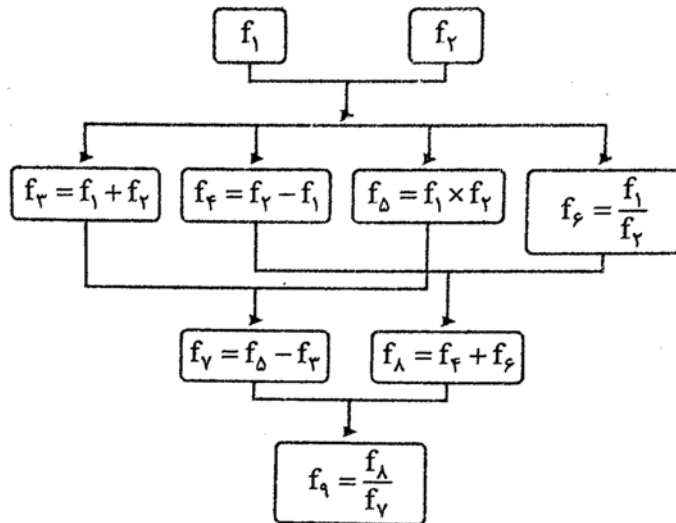 f۱ f۲
f۳ = f۱ + f۲ f۴ = f۲ − f۱ f۵ = f۱ × f۲ f۶ = f۱/f۲
f۷ = f۵ − f۳ f۸ = f۴ + f۶
f۹ = f۸/f۷